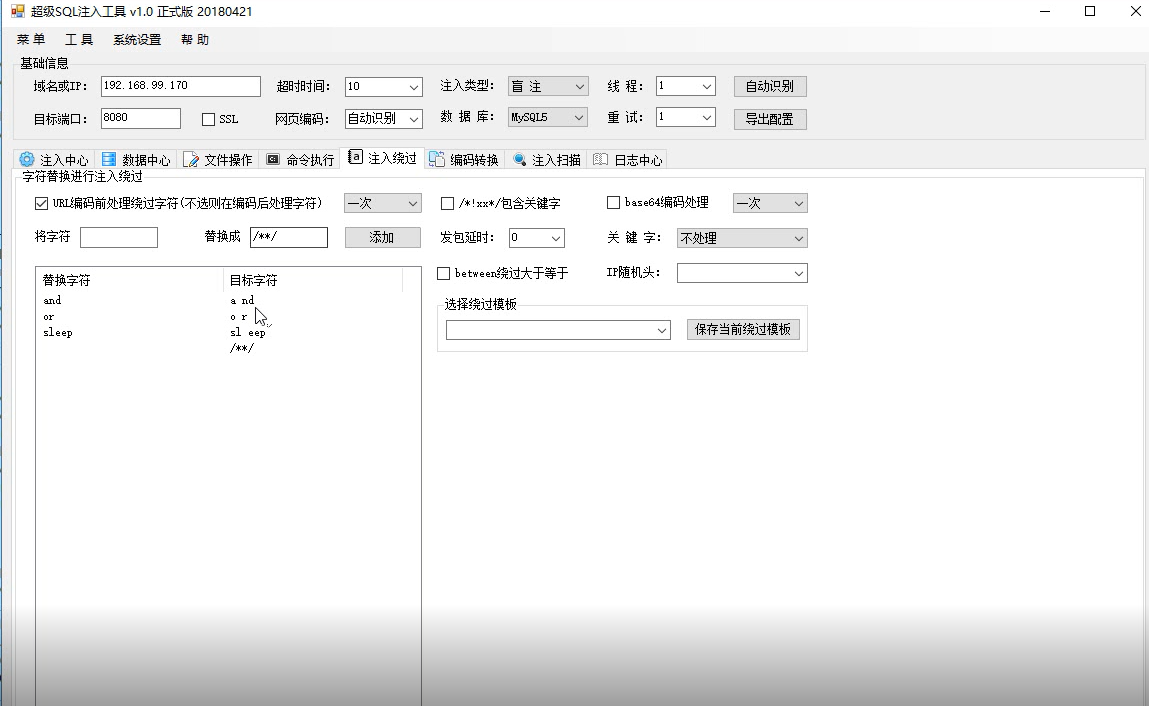 超级SQL注入工具 v1.0 正式版 20180421
菜 单 工 具 系统设置 帮 助
基础信息
域名或IP： 192.168.99.170 超时时间： 10 注入类型： 盲 注 线 程： 1 自动识别
目标端口： 8080 SSL 网页编码： 自动识别 数 据 库： MySQL5 重 试： 1 导出配置
注入中心 数据中心 文件操作 命令执行 注入绕过 编码转换 注入扫描 日志中心
字符替换进行注入绕过
URL编码前处理绕过字符(不选则在编码后处理字符) 一次 /*!xx*/包含关键字 base64编码处理 一次
将字符 替换成 /**/ 添加 发包延时： 0 关 键 字： 不处理
between绕过大于等于 IP随机头：
替换字符 目标字符
选择绕过模板
保存当前绕过模板
and a nd
or o r
sleep sl eep
/**/